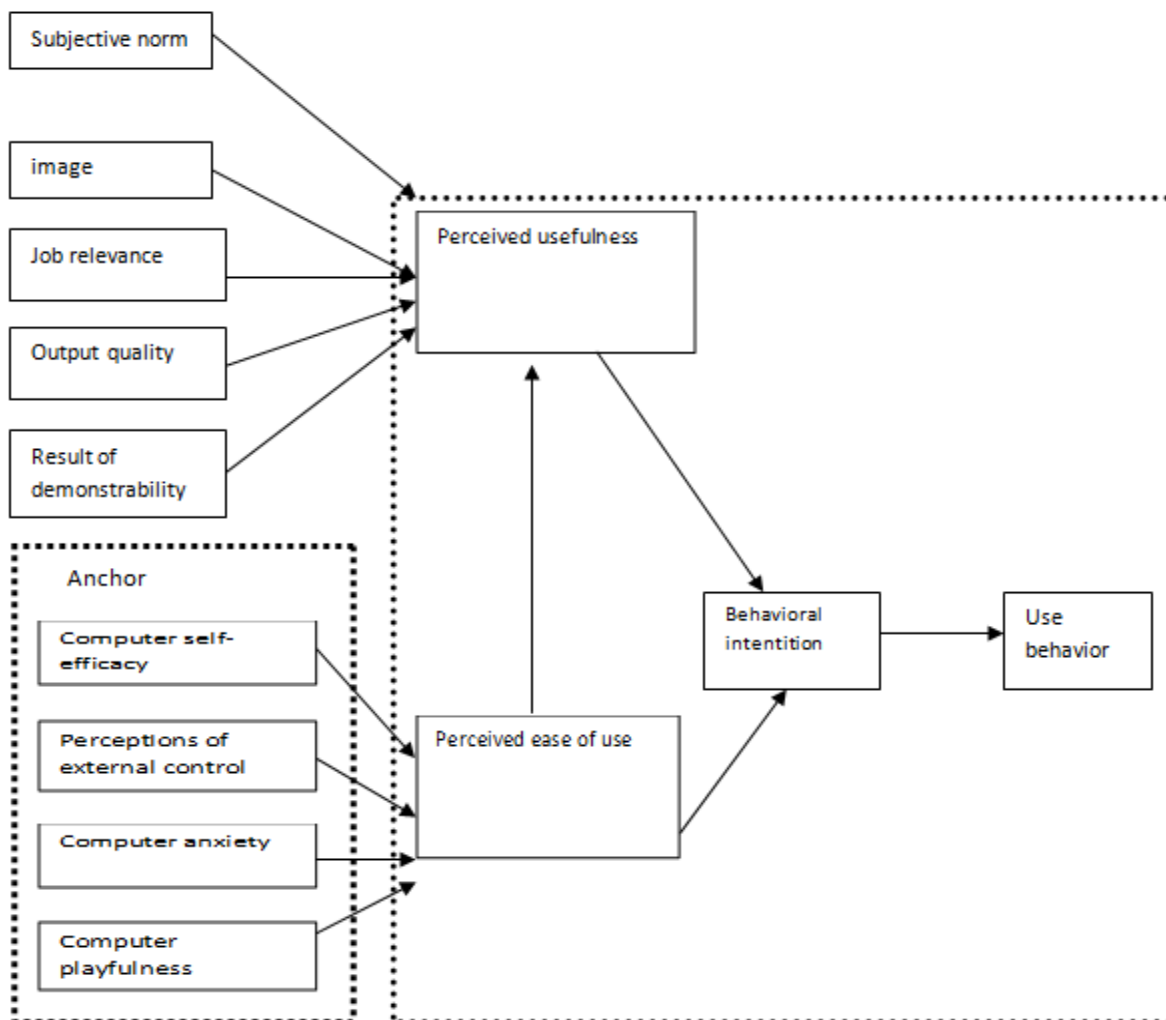 Subjective norm
image
Job relevance
Output quality
Result of
demonstrability
Anchor
Computer self-
efficacy
Perceptions of
external control
Computer anxiety
Computer
playfulness
Perceived usefulness
Perceived ease of use
Behavioral
intentition
Use
behavior